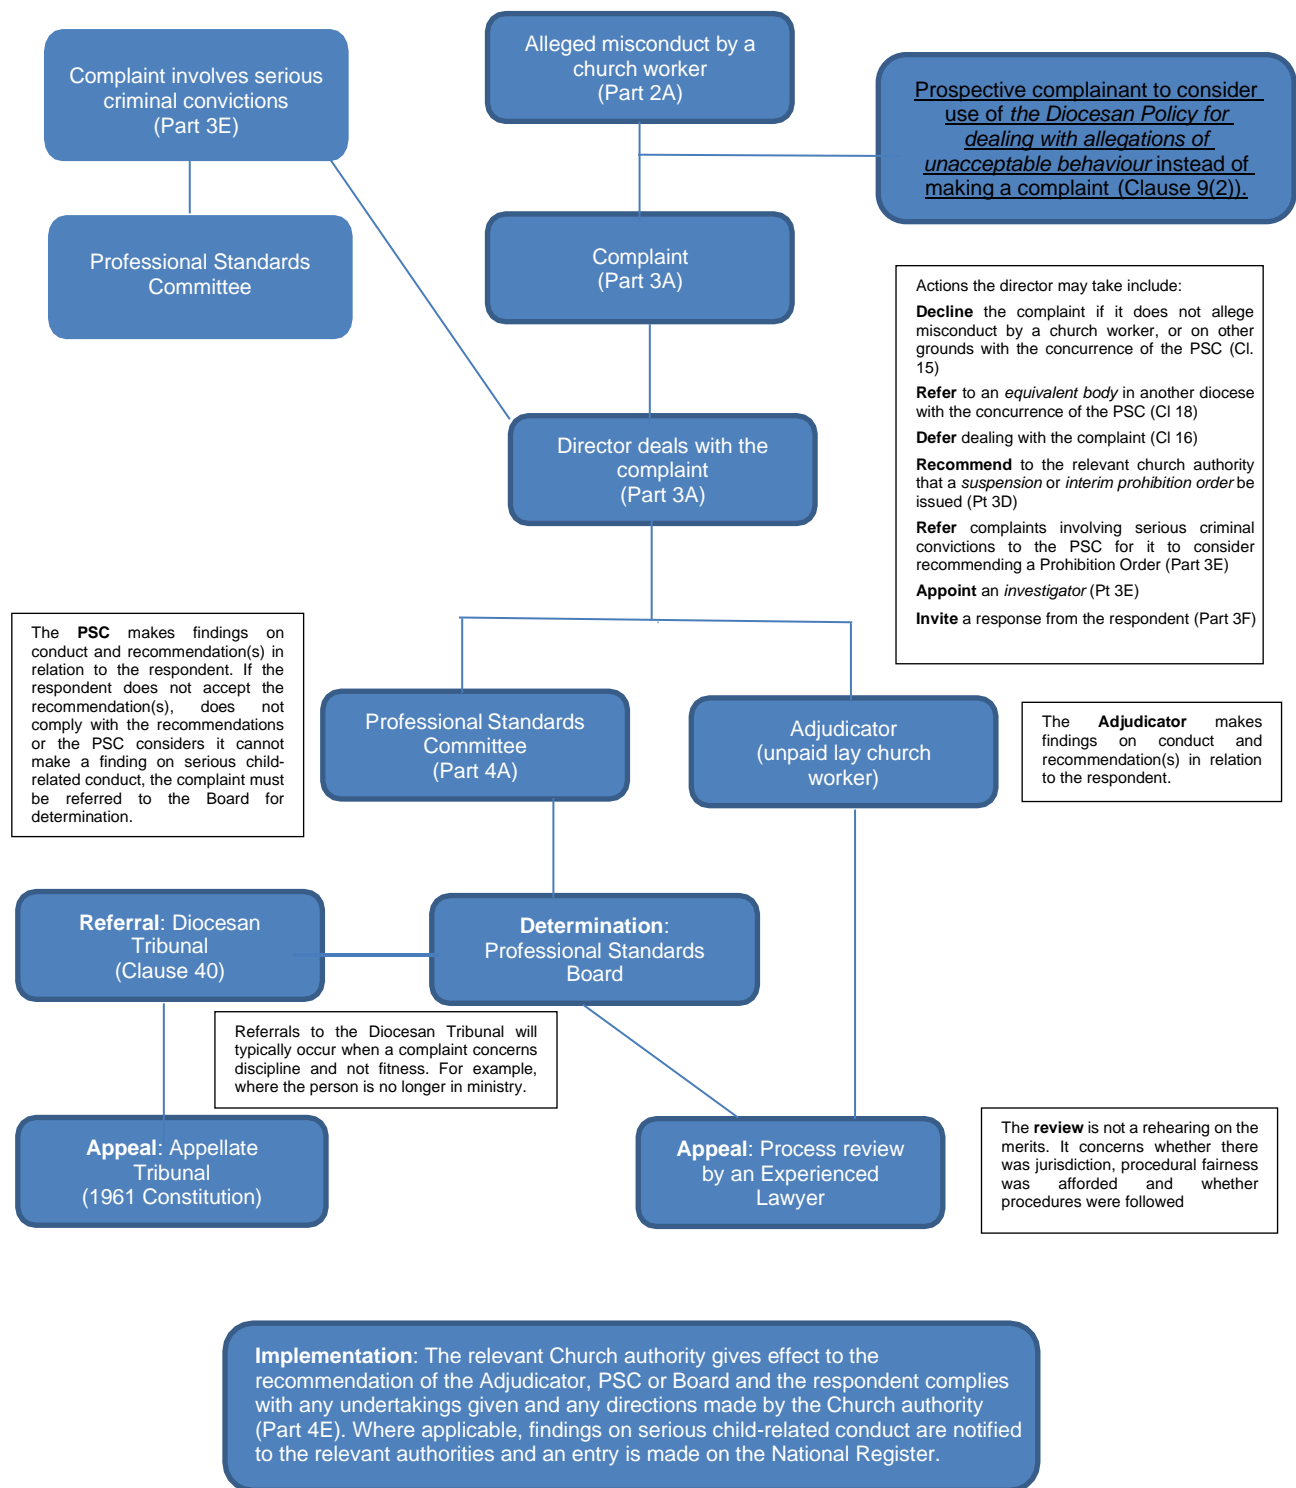 Complaint involves serious
criminal convictions
(Part 3E)
Alleged misconduct by a
church worker
(Part 2A)
Prospective complainant to consider
use of the Diocesan Policy for
dealing with allegations of
unacceptable behaviour instead of
making a complaint (Clause 9(2)).
Professional Standards
Committee
Complaint
(Part 3A)
Actions the director may take include:
Decline the complaint if it does not allege
misconduct by a church worker, or on other
grounds with the concurrence of the PSC (Cl.
15)
Refer to an equivalent body in another diocese
with the concurrence of the PSC (Cl 18)
Defer dealing with the complaint (Cl 16)
Recommend to the relevant church authority
that a suspension or interim prohibition order be
issued (Pt 3D)
Refer complaints involving serious criminal
convictions to the PSC for it to consider
recommending a Prohibition Order (Part 3E)
Appoint an investigator (Pt 3E)
Invite a response from the respondent (Part 3F)
Director deals with the
complaint
(Part 3A)
The PSC makes findings on
conduct and recommendation(s) in
relation to the respondent. If the
respondent does not accept the
recommendation(s), does not
comply with the recommendations
or the PSC considers it cannot
make a finding on serious child-
related conduct, the complaint must
be referred to the Board for
determination.
Professional Standards
Committee
(Part 4A)
Adjudicator
(unpaid lay church
worker)
The Adjudicator makes
findings on conduct and
recommendation(s) in relation
to the respondent.
Referral: Diocesan
Tribunal
(Clause 40)
Determination:
Professional Standards
Board
Referrals to the Diocesan Tribunal will
typically occur when a complaint concerns
discipline and not fitness. For example,
where the person is no longer in ministry.
Appeal: Appellate
Tribunal
(1961 Constitution)
Appeal: Process review
by an Experienced
Lawyer
The review is not a rehearing on the
merits. It concerns whether there
was jurisdiction, procedural fairness
was afforded and whether
procedures were followed
Implementation: The relevant Church authority gives effect to the
recommendation of the Adjudicator, PSC or Board and the respondent complies
with any undertakings given and any directions made by the Church authority
(Part 4E). Where applicable, findings on serious child-related conduct are notified
to the relevant authorities and an entry is made on the National Register.